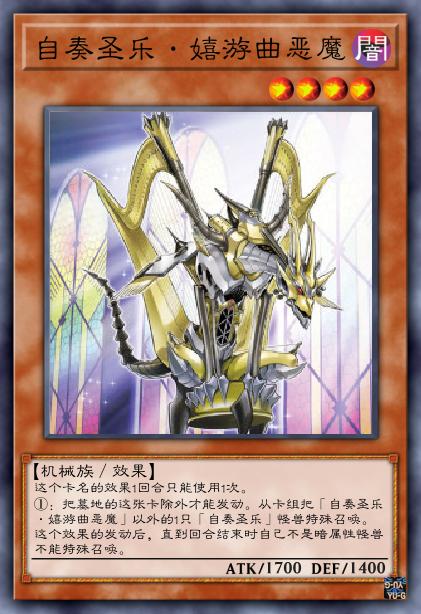 自奏圣乐・嬉游曲恶魔 闇
【机械族／效果】
这个卡名的效果1回合只能使用1次。
①：把墓地的这张卡除外才能发动。从卡组把「自奏圣乐
・嬉游曲恶魔」以外的1只「自奏圣乐」怪兽特殊召唤。
这个效果的发动后，直到回合结束时自己不是暗属性怪兽
不能特殊召唤。
ATK/1700 DEF/1400